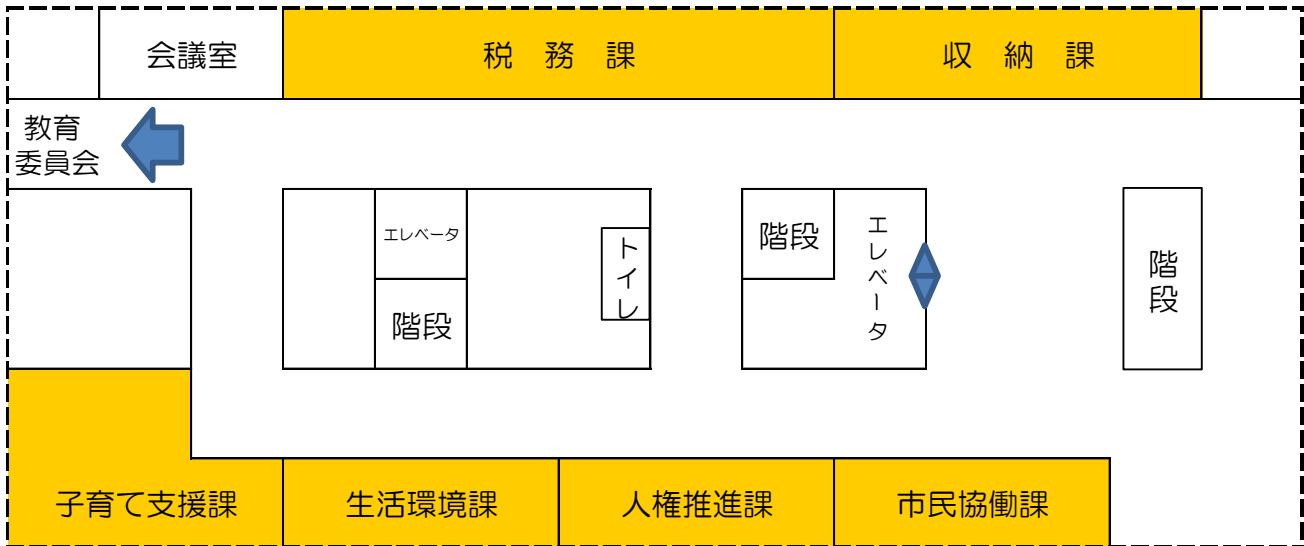 会議室
税務課
収納課
教育
委員会
エレベータ
階段
トイレ
階段
エレベータ
階段
子育て支援課
生活環境課
人権推進課
市民協働課